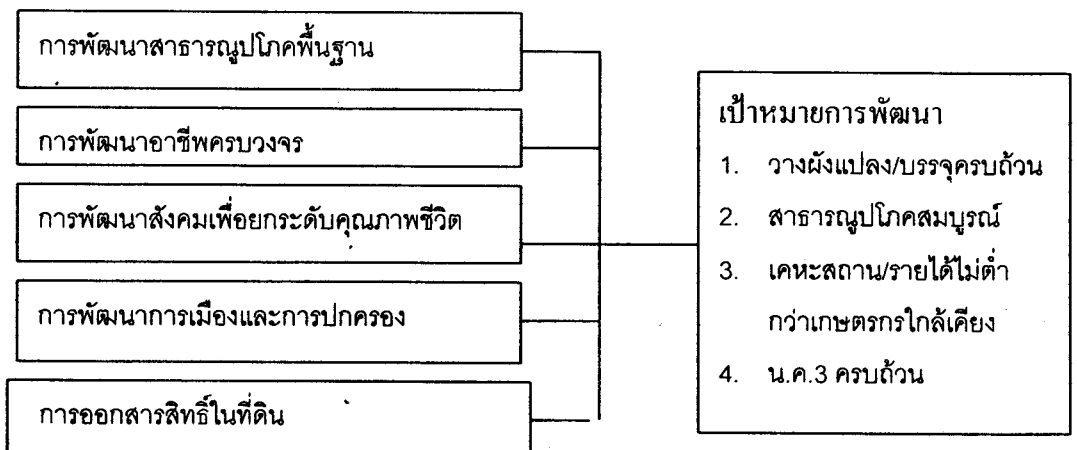 การพัฒนาสาธารณูปโภคพื้นฐาน
การพัฒนาอาชีพครบวงจร
การพัฒนาสังคมเพื่อยกระดับคุณภาพชีวิต
การพัฒนาการเมืองและการปกครอง
การออกสารสิทธิ์ในที่ดิน
เป้าหมายการพัฒนา
1. วางผังแปลง/บรรจุครบถ้วน
2. สาธารณูปโภคสมบูรณ์
3. เคหะสถาน/รายได้ไม่ต่ำ
กว่าเกษตรกรใกล้เคียง
4. น.ค.3 ครบถ้วน